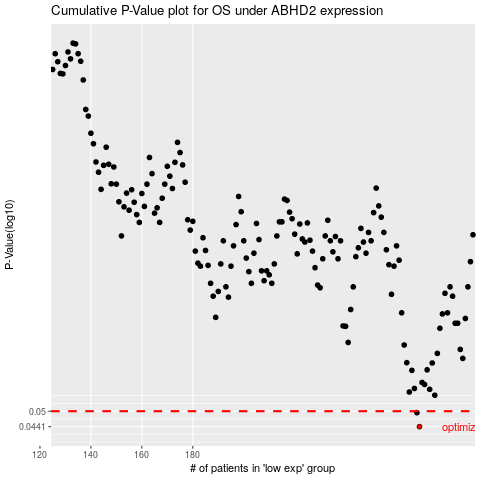 Cumulative P-Value plot for OS under ABHD2 expression
P-Value(log10)
0.05
0.0441
optimiz
120 140 160 180
# of patients in 'low exp' group